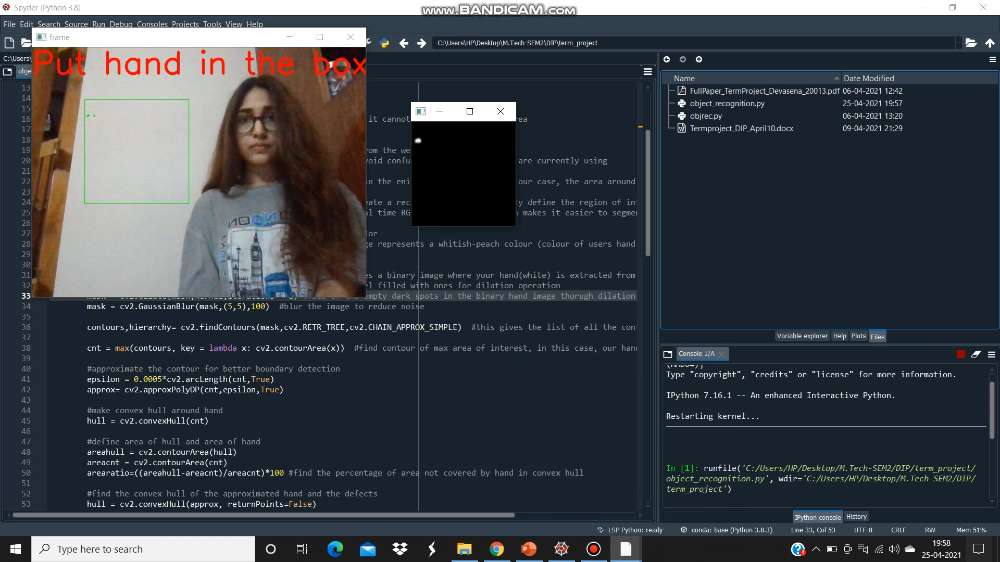 Spyder (Python 3.8)
www.BANDICAM.com
File Edit Search Source Run Debug Consoles Projects Tools View Help
frame
C:\Users\HP\Desktop\M.Tech-SEM2\DIP\term_project
Put hand in the box
C:\Users\
obje
Name Date Modified
FullPaper_TermProject_Devasena_20013.pdf 06-04-2021 12:42
object_recognition.py 25-04-2021 19:57
objrec.py 06-04-2021 13:20
Termproject_DIP_April10.docx 09-04-2021 21:29
13
14
15
16 it cannot
17
18
19 from the we
20 void confu are currently using
21
22 in the eni our case, the area around
23
24 eate a rec ly define the region of in
25 al time RG makes it easier to segme
26
27 lor
28 ge represents a whitish-peach colour (colour of users hand
29
30
31 es a binary image where your hand(white) is extracted from
32 el filled with ones for dilation operation
33 empty dark spots in the binary hand image thorugh dilation
34 mask = cv2.GaussianBlur(mask,(5,5),100) #blur the image to reduce noise
35
36 contours,hierarchy= cv2.findContours(mask,cv2.RETR_TREE,cv2.CHAIN_APPROX_SIMPLE) #this gives the list of all the con
37
38 cnt = max(contours, key = lambda x: cv2.contourArea(x)) #find contour of max area of interest, in this case, our han
39
40 #approximate the contour for better boundary detection
41 epsilon = 0.0005*cv2.arcLength(cnt,True)
42 approx= cv2.approxPolyDP(cnt,epsilon,True)
43
44 #make convex hull around hand
45 hull = cv2.convexHull(cnt)
46
47 #define area of hull and area of hand
48 areahull = cv2.contourArea(hull)
49 areacnt = cv2.contourArea(cnt)
50 arearatio=((areahull-areacnt)/areacnt)*100 #find the percentage of area not covered by hand in convex hull
51
52 #find the convex hull of the approximated hand and the defects
53 hull = cv2.convexHull(approx, returnPoints=False)
Variable explorer Help Plots Files
Console 1/A
Type "copyright", "credits" or "license" for more information.
IPython 7.16.1 -- An enhanced Interactive Python.
Restarting kernel...
In [1]: runfile('C:/Users/HP/Desktop/M.Tech-SEM2/DIP/term_project/
object_recognition.py', wdir='C:/Users/HP/Desktop/M.Tech-SEM2/DIP/
term_project')
IPython console History
LSP Python: ready conda: base (Python 3.8.3) Line 33, Col 53 UTF-8 CRLF RW Mem 51%
Type here to search
19:58
25-04-2021